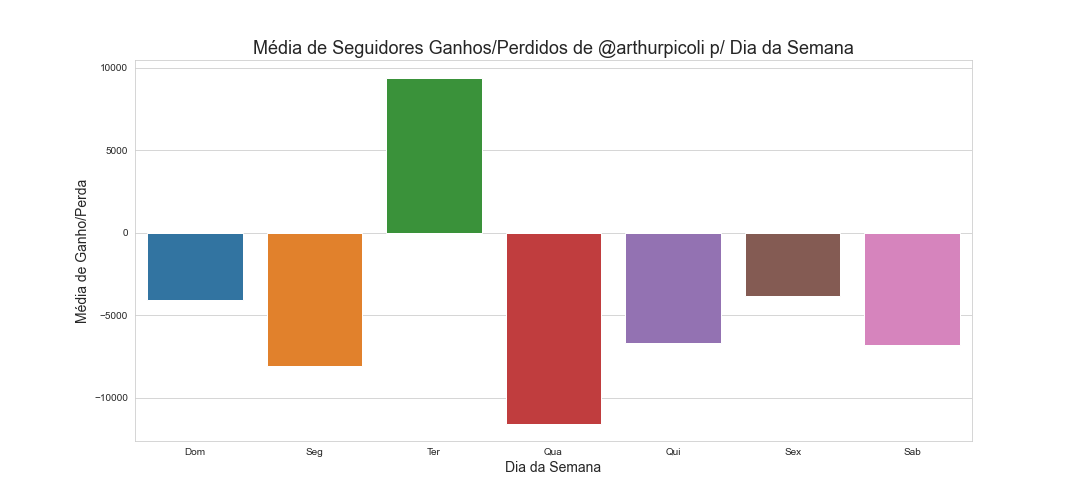 Média de Seguidores Ganhos/Perdidos de @arthurpicoli p/ Dia da Semana
10000
5000
0
−5000
−10000
Média de Ganho/Perda
Dom Seg Ter Qua Qui Sex Sab
Dia da Semana